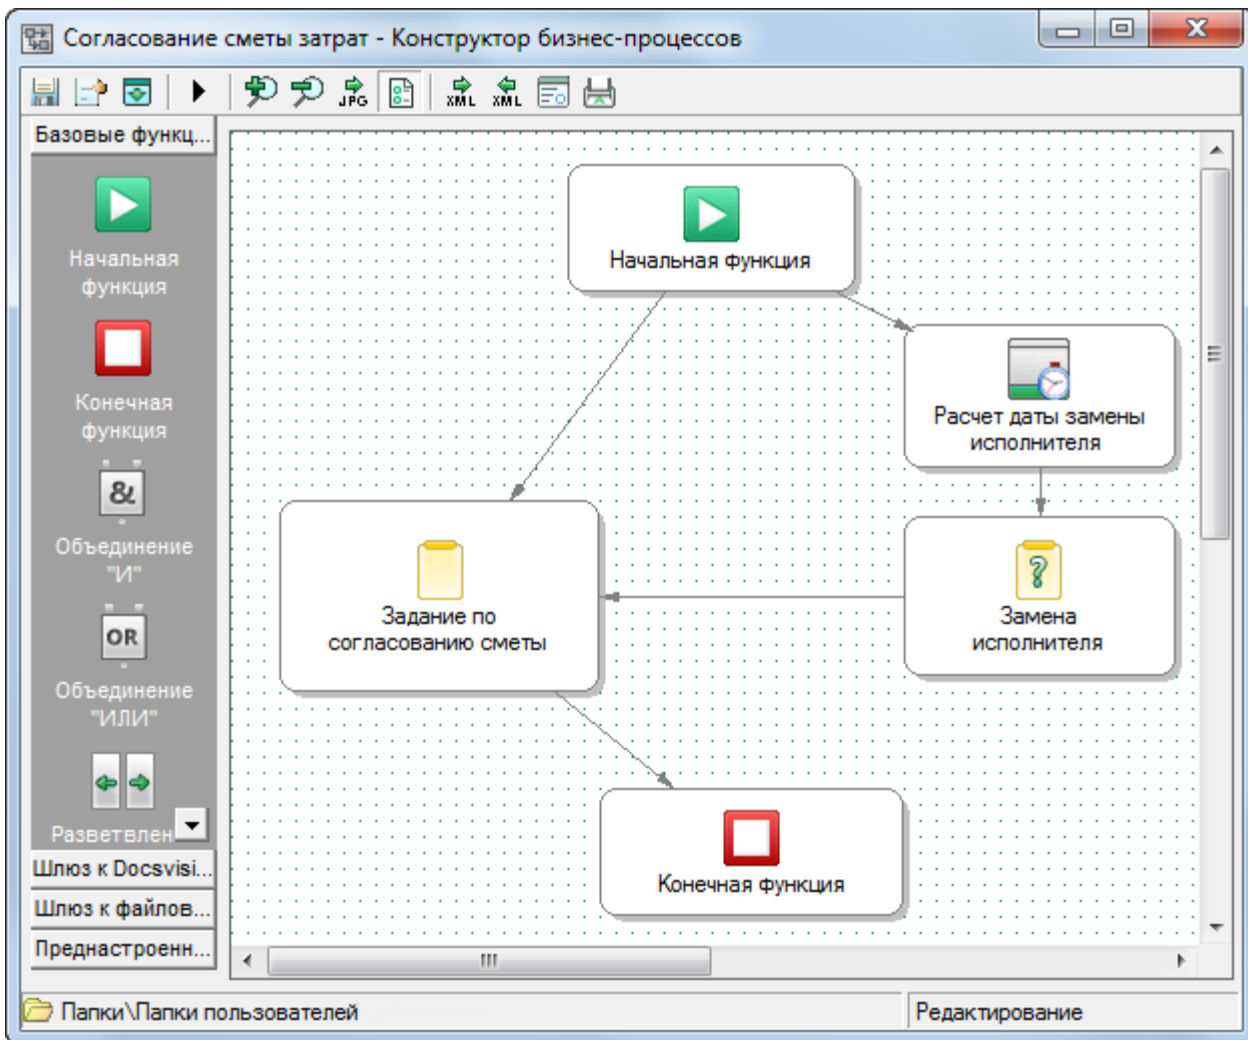 Согласование сметы затрат - Конструктор бизнес-процессов
JPG
XML
XML
Базовые функц...
Начальная
функция
Конечная
функция
&
Объединение
"И"
OR
Объединение
"ИЛИ"
Разветвлен
Шлюз к Docsvisi...
Шлюз к файлов...
Преднастроенн...
Начальная функция
Расчет даты замены
исполнителя
Задание по
согласованию сметы
?
Замена
исполнителя
Конечная функция
Папки\Папки пользователей
Редактирование